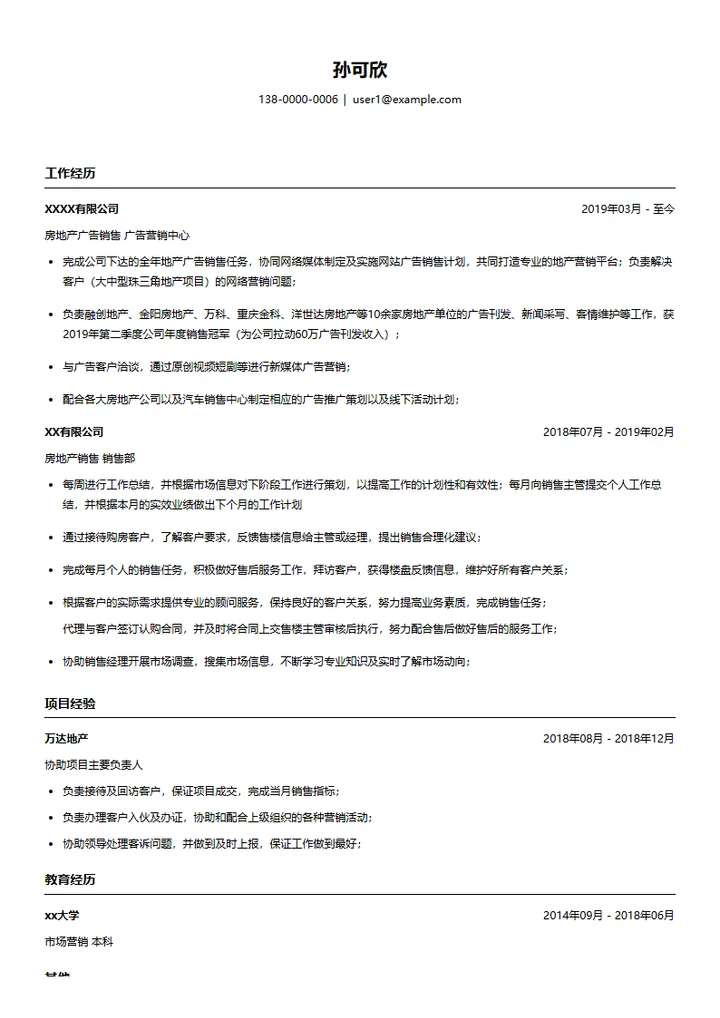 孙可欣
138-0000-0006 | user1@example.com
工作经历
XXXX有限公司 2019年03月 - 至今
房地产广告销售 广告营销中心
• 完成公司下达的全年地产广告销售任务，协同网络媒体制定及实施网站广告销售计划，共同打造专业的地产营销平台；负责解决
客户（大中型珠三角地产项目）的网络营销问题；
• 负责融创地产、金阳房地产、万科、重庆金科、洋世达房地产等10余家房地产单位的广告刊发、新闻采写、客情维护等工作，获
2019年第二季度公司年度销售冠军（为公司拉动60万广告刊发收入）；
• 与广告客户洽谈，通过原创视频短剧等进行新媒体广告营销；
• 配合各大房地产公司以及汽车销售中心制定相应的广告推广策划以及线下活动计划；
XX有限公司 2018年07月 - 2019年02月
房地产销售 销售部
• 每周进行工作总结，并根据市场信息对下阶段工作进行策划，以提高工作的计划性和有效性；每月向销售主管提交个人工作总
结，并根据本月的实效业绩做出下个月的工作计划
• 通过接待购房客户，了解客户要求，反馈售楼信息给主管或经理，提出销售合理化建议；
• 完成每月个人的销售任务，积极做好售后服务工作，拜访客户，获得楼盘反馈信息，维护好所有客户关系；
• 根据客户的实际需求提供专业的顾问服务，保持良好的客户关系，努力提高业务素质，完成销售任务；
代理与客户签订认购合同，并及时将合同上交售楼主管审核后执行，努力配合售后做好售后的服务工作；
• 协助销售经理开展市场调查，搜集市场信息，不断学习专业知识及实时了解市场动向；
项目经验
万达地产 2018年08月 - 2018年12月
协助项目主要负责人
• 负责接待及回访客户，保证项目成交，完成当月销售指标；
• 负责办理客户入伙及办证，协助和配合上级组织的各种营销活动；
• 协助领导处理客诉问题，并做到及时上报，保证工作做到最好；
教育经历
xx大学 2014年09月 - 2018年06月
市场营销 本科